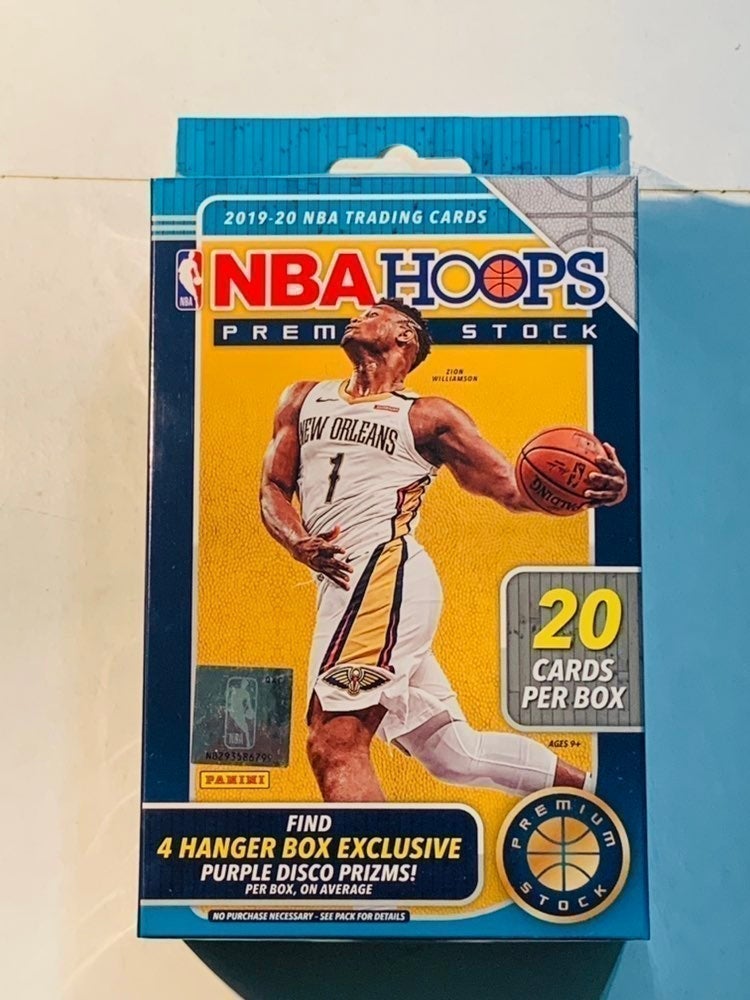 2019-20 NBA TRADING CARDS
NBA NBA HOOPS
PREM STOCK
ZION
WILLIAMSON
NEW ORLEANS
1
20
CARDS
PER BOX
NBA
AGES 9+
PANINI
FIND
4 HANGER BOX EXCLUSIVE
PURPLE DISCO PRIZMS!
PER BOX, ON AVERAGE
PREMIUM
STOCK
NO PURCHASE NECESSARY - SEE PACK FOR DETAILS